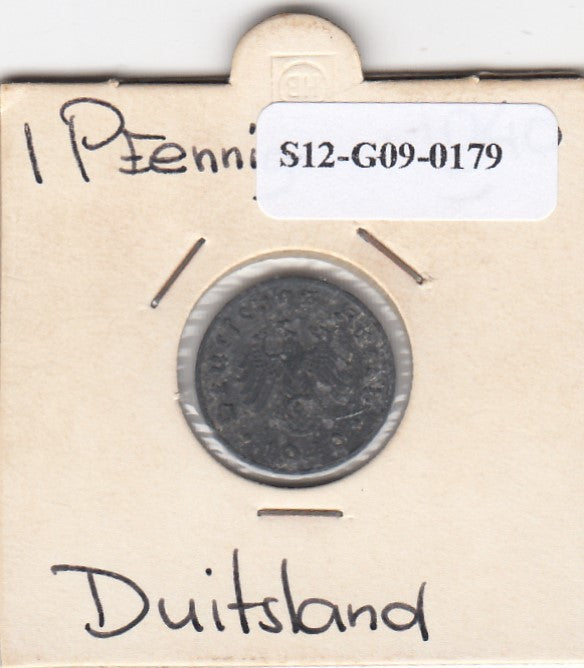 1 Pfenni
S12-G09-0179
Duitsland